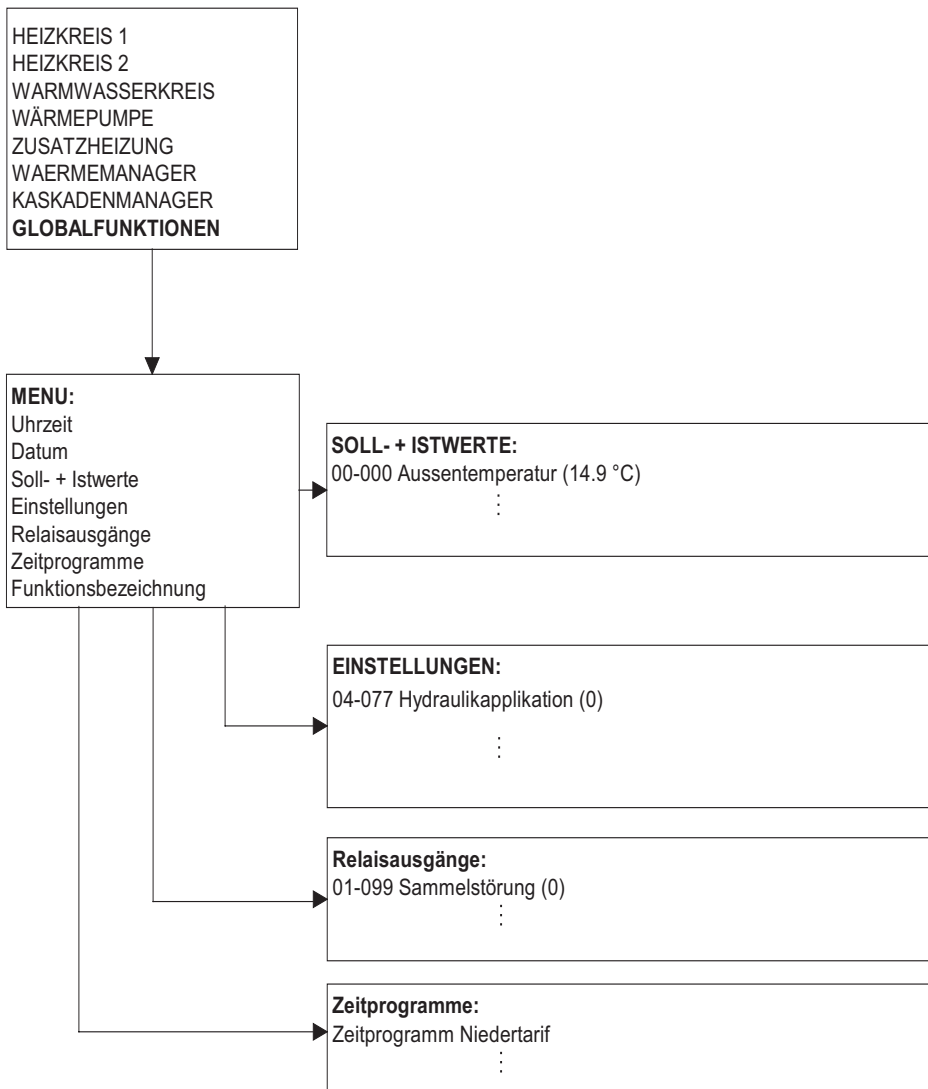 HEIZKREIS 1
HEIZKREIS 2
WARMWASSERKREIS
WÄRMEPUMPE
ZUSATZHEIZUNG
WAERMEMANAGER
KASKADENMANAGER
GLOBALFUNKTIONEN
MENU:
Uhrzeit
Datum
Soll- + Istwerte
Einstellungen
Relaisausgänge
Zeitprogramme
Funktionsbezeichnung
SOLL- + ISTWERTE:
00-000 Aussentemperatur (14.9 °C)
⋮
EINSTELLUNGEN:
04-077 Hydraulikapplikation (0)
⋮
Relaisausgänge:
01-099 Sammelstörung (0)
⋮
Zeitprogramme:
Zeitprogramm Niedertarif
⋮